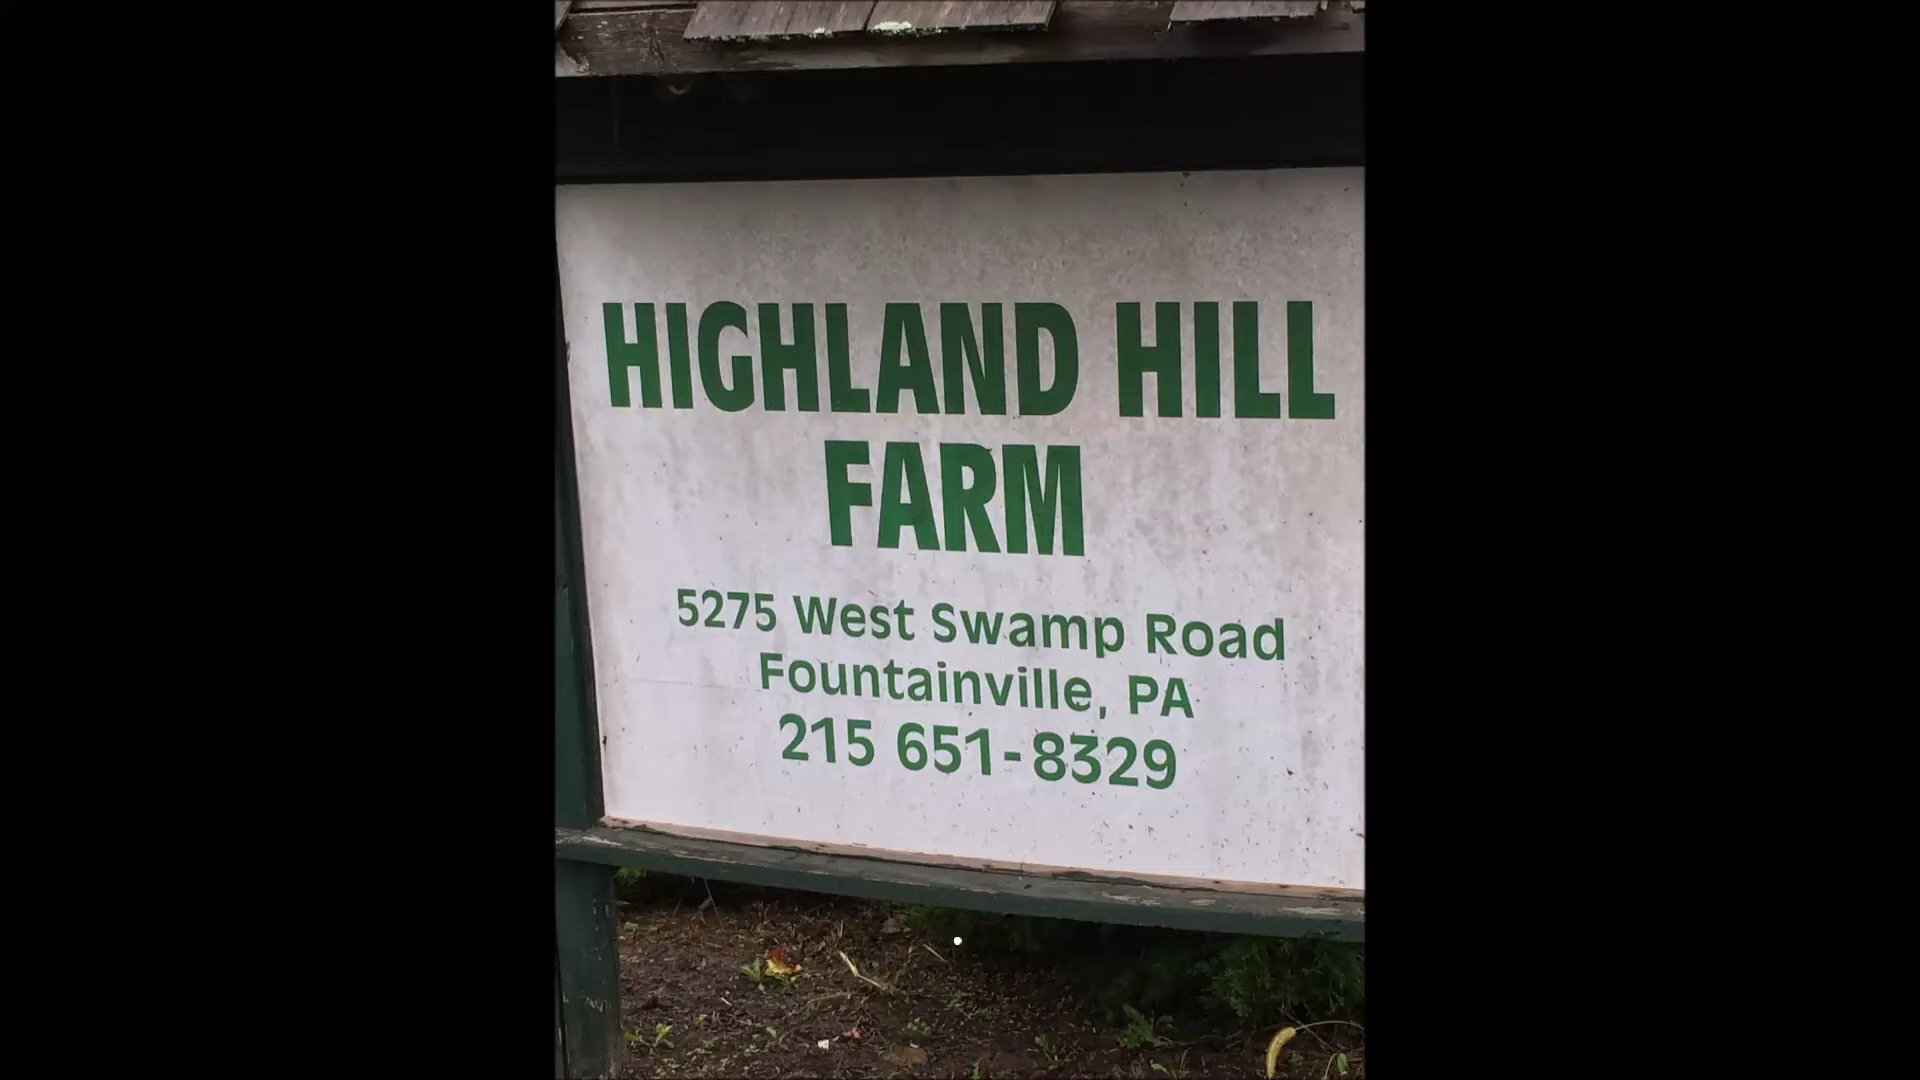 HIGHLAND HILL
FARM
5275 West Swamp Road
Fountainville, PA
215 651-8329